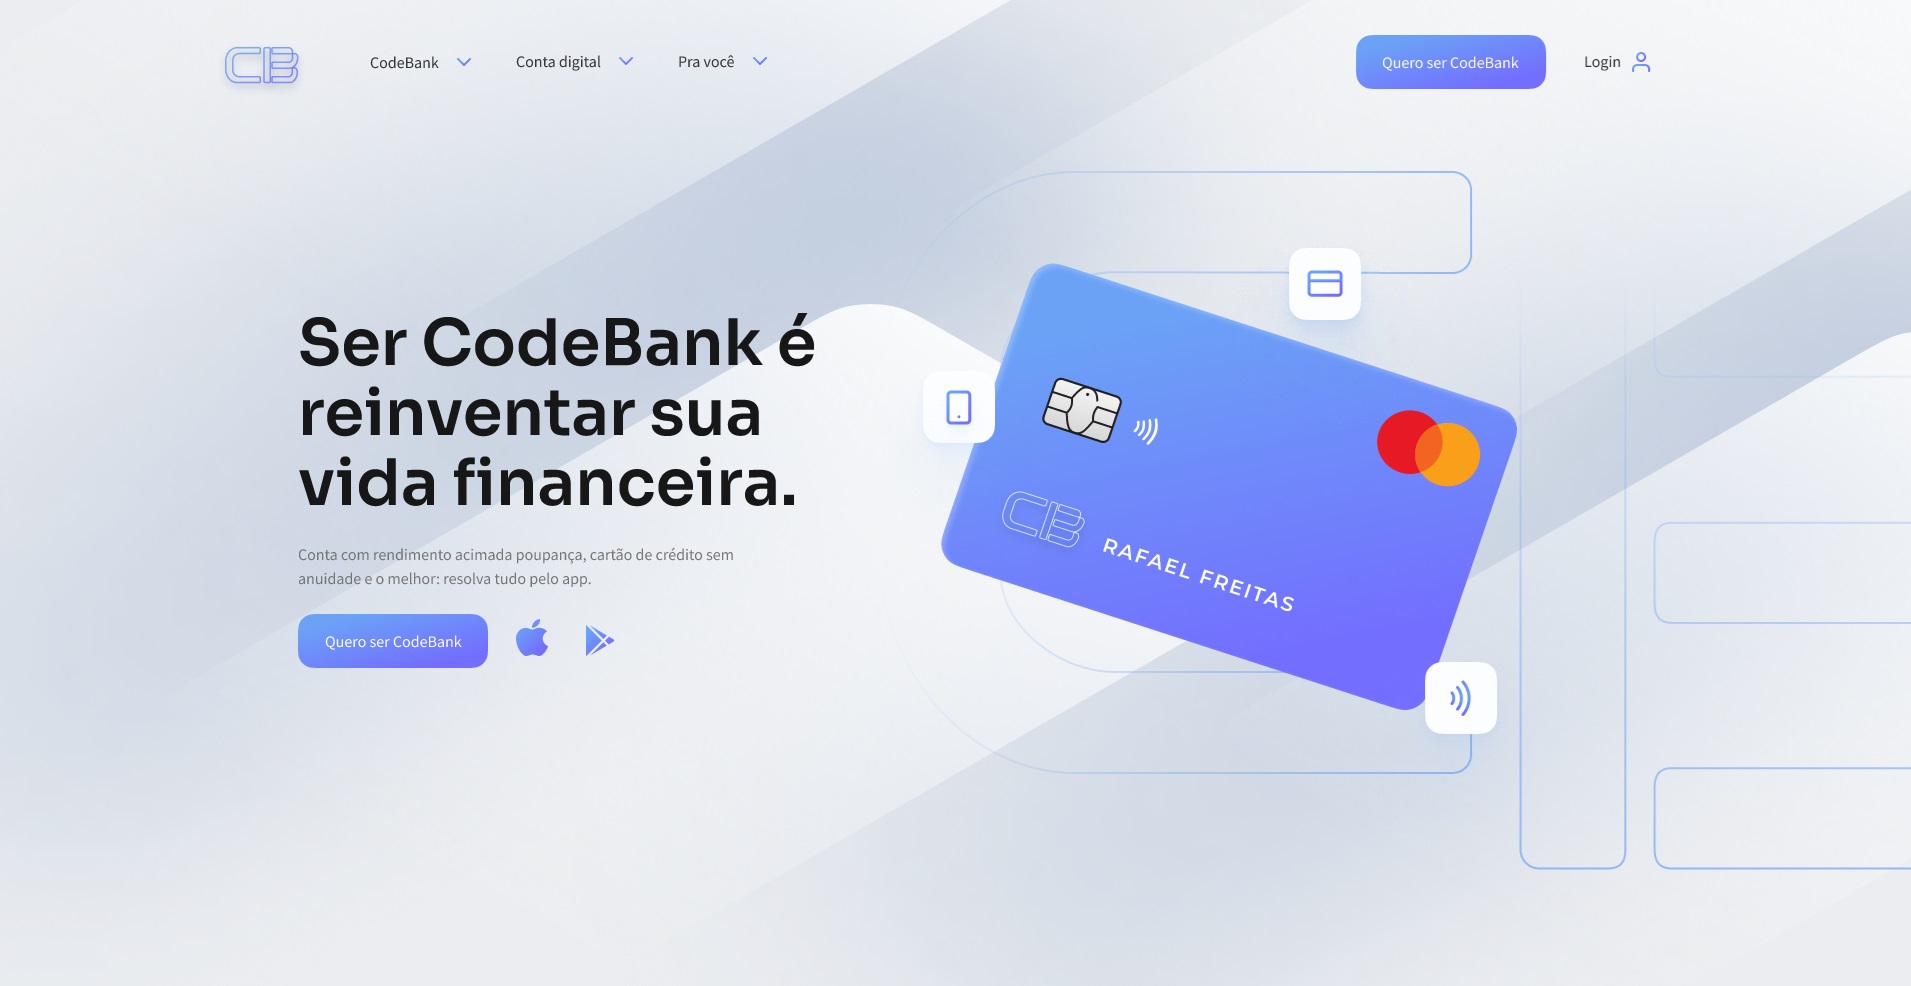 CB
CodeBank
Conta digital
Pra você
Quero ser CodeBank
Login
Ser CodeBank é
reinventar sua
vida financeira.
Conta com rendimento acimada poupança, cartão de crédito sem
anuidade e o melhor: resolva tudo pelo app.
Quero ser CodeBank
CB
RAFAEL FREITAS